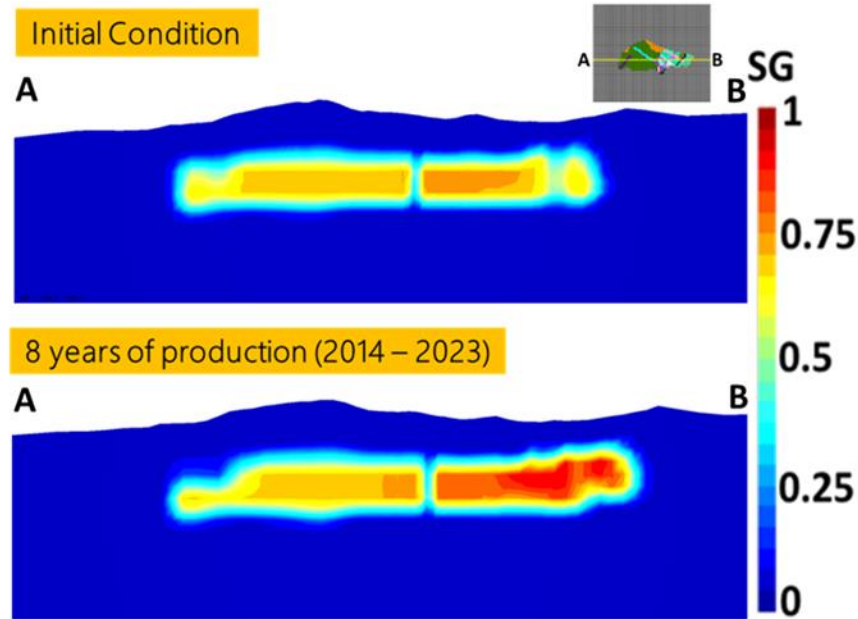 Initial Condition
A
B
A
B
SG
1
0.75
0.5
0.25
0
8 years of production (2014 – 2023)
A
B